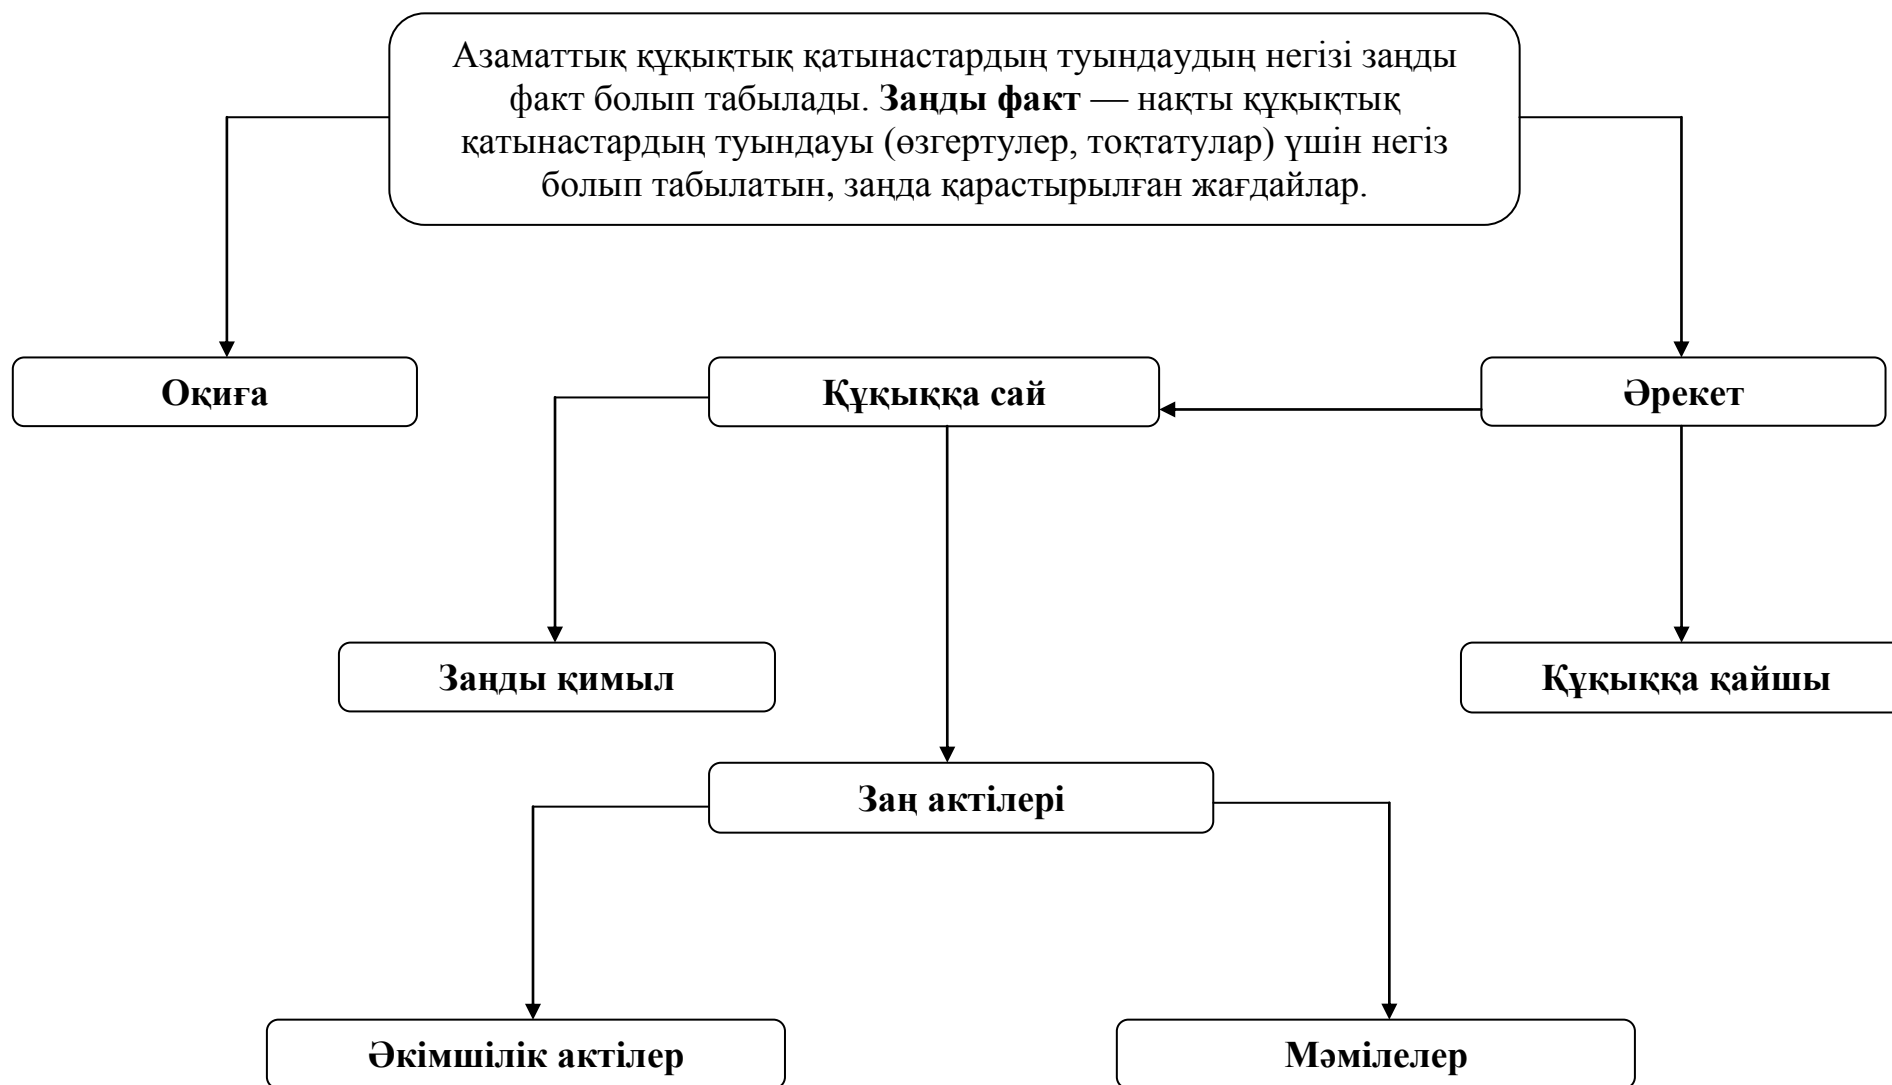 Азаматтық құқықтық қатынастардың туындаудың негізі заңды
факт болып табылады. Заңды факт — нақты құқықтық
қатынастардың туындауы (өзгертулер, тоқтатулар) үшін негіз
болып табылатын, заңда қарастырылған жағдайлар.
Оқиға
Құқыққа сай
Әрекет
Заңды қимыл
Құқыққа қайшы
Заң актілері
Әкімшілік актілер
Мәмілелер